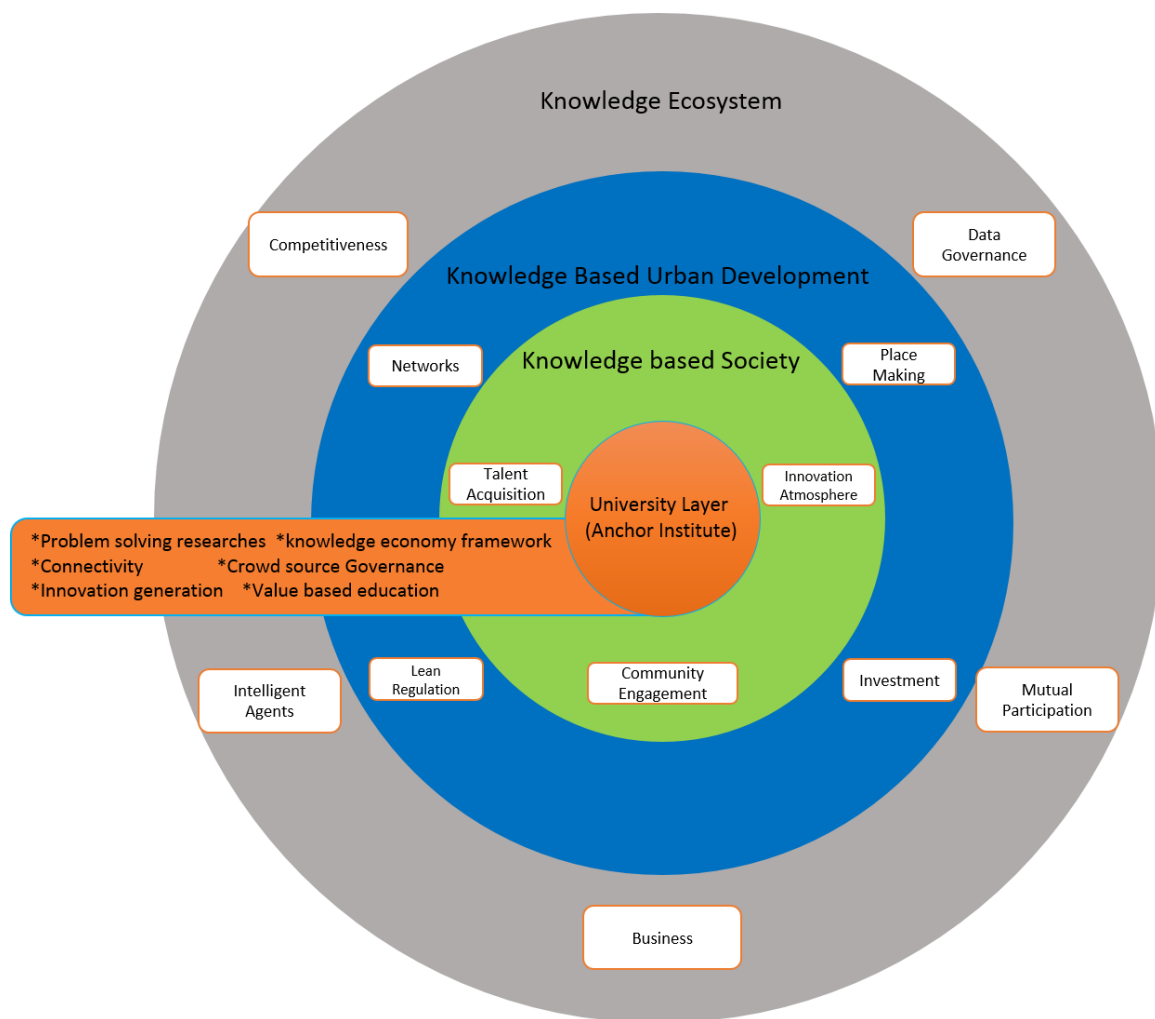 Knowledge Ecosystem
Competitiveness
Data
Governance
Knowledge Based Urban Development
Networks
Place
Making
Knowledge based Society
Talent
Acquisition
Innovation
Atmosphere
University Layer
(Anchor Institute)
*Problem solving researches *knowledge economy framework
*Connectivity *Crowd source Governance
*Innovation generation *Value based education
Lean
Regulation
Community
Engagement
Investment
Intelligent
Agents
Mutual
Participation
Business